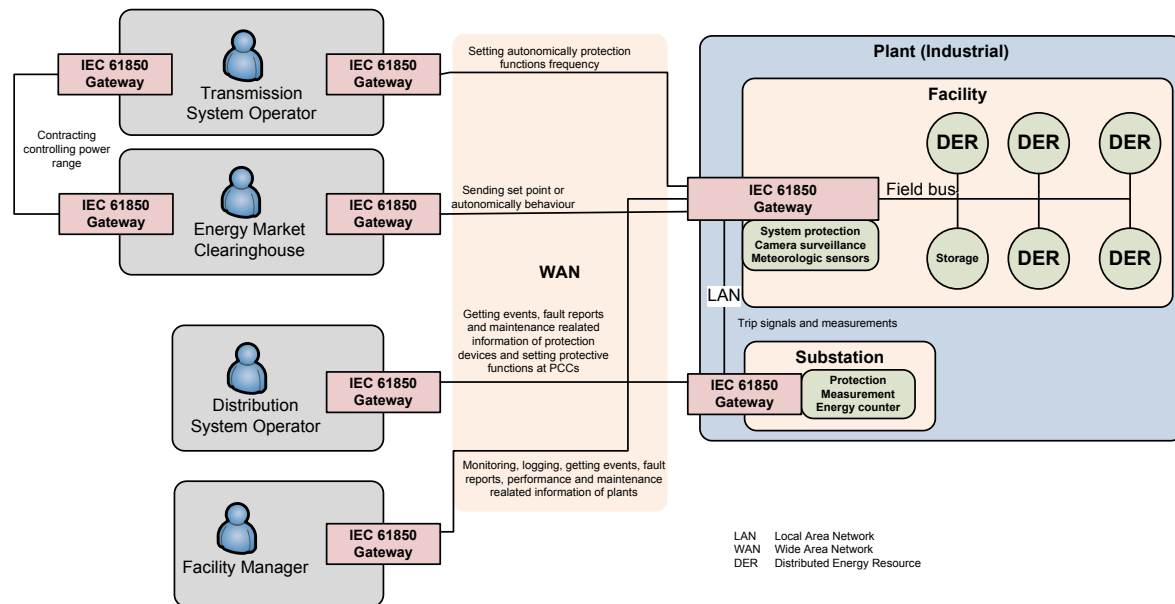 IEC 61850
Gateway
Transmission
System Operator
IEC 61850
Gateway
Contracting
controlling power
range
IEC 61850
Gateway
Energy Market
Clearinghouse
IEC 61850
Gateway
Distribution
System Operator
IEC 61850
Gateway
Facility Manager
IEC 61850
Gateway
Setting autonomically protection
functions frequency
Sending set point or
autonomically behaviour
WAN
Getting events, fault reports
and maintenance realated
information of protection
devices and setting protective
functions at PCCs
Monitoring, logging, getting events, fault
reports, performance and maintenance
realated information of plants
Plant (Industrial)
Facility
DER
DER
DER
IEC 61850
Gateway
Field bus
System protection
Camera surveillance
Meteorologic sensors
Storage
DER
DER
LAN
Trip signals and measurements
Substation
IEC 61850
Gateway
Protection
Measurement
Energy counter
LAN Local Area Network
WAN Wide Area Network
DER Distributed Energy Resource